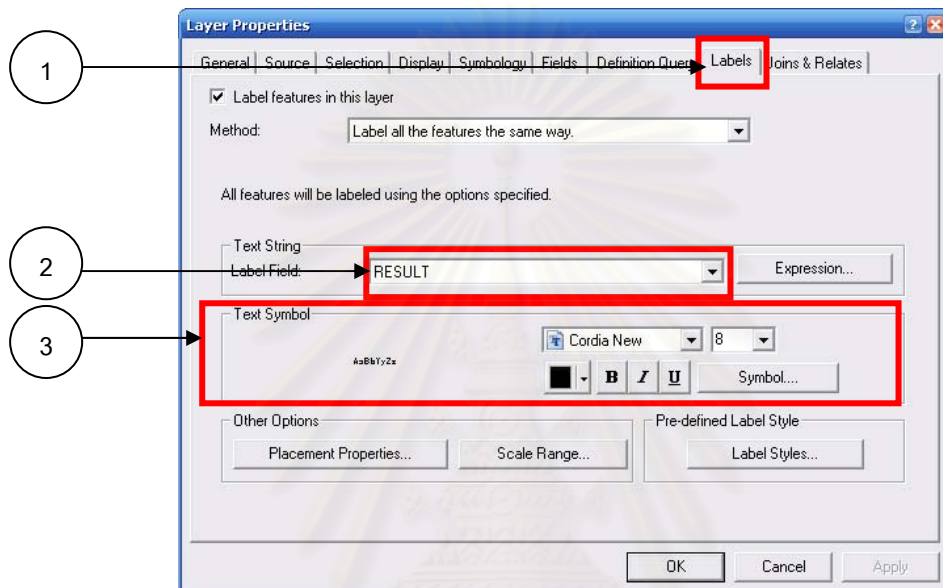 Layer Properties
1
General Source Selection Display Symbology Fields Definition Query Labels Joins & Relates
Label features in this layer
Method: Label all the features the same way.
All features will be labeled using the options specified.
Text String
2
Label Field: RESULT Expression...
Text Symbol
3
AaBbYyZz Cordia New 8
B I U Symbol....
Other Options Pre-defined Label Style
Placement Properties... Scale Range... Label Styles...
OK Cancel Apply